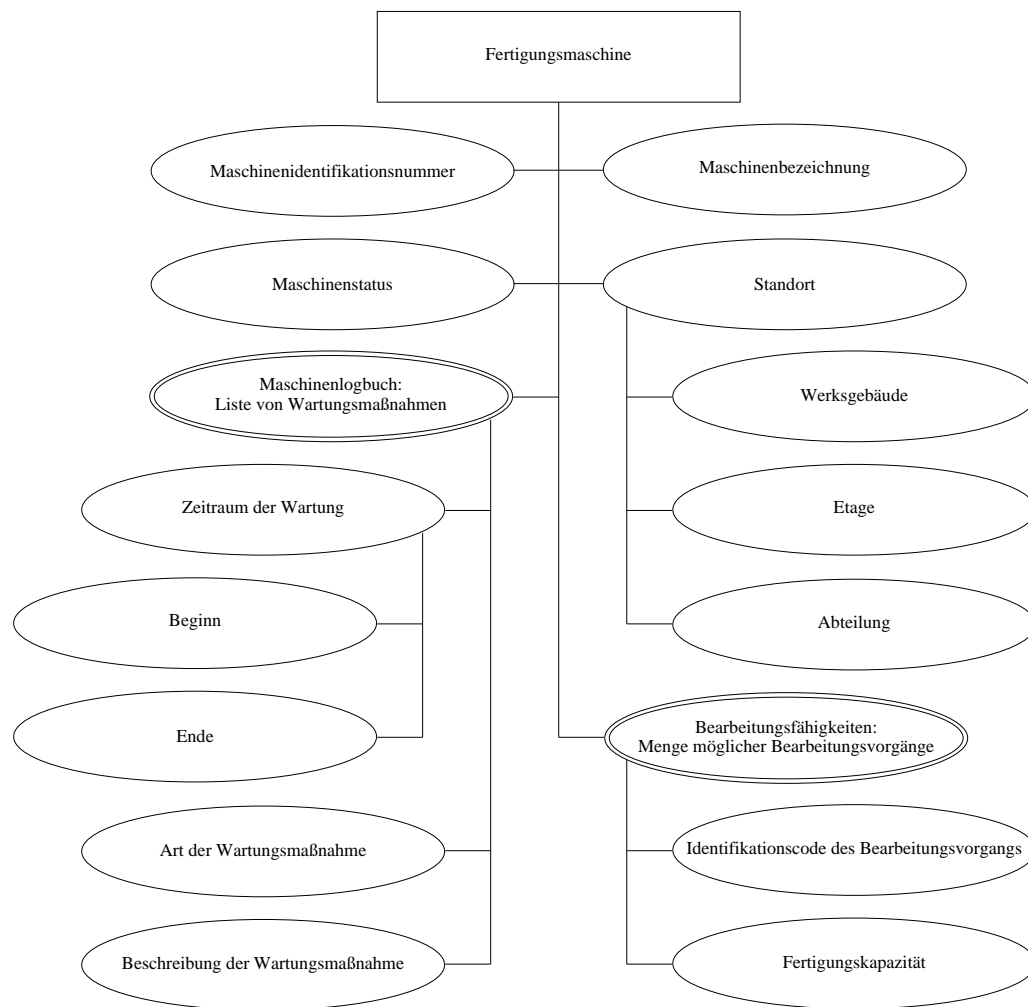 Fertigungsmaschine
Maschinenidentifikationsnummer
Maschinenbezeichnung
Maschinenstatus
Standort
Maschinenlogbuch:
Liste von Wartungsmaßnahmen
Werksgebäude
Zeitraum der Wartung
Etage
Beginn
Abteilung
Ende
Bearbeitungsfähigkeiten:
Menge möglicher Bearbeitungsvorgänge
Art der Wartungsmaßnahme
Identifikationscode des Bearbeitungsvorgangs
Beschreibung der Wartungsmaßnahme
Fertigungskapazität